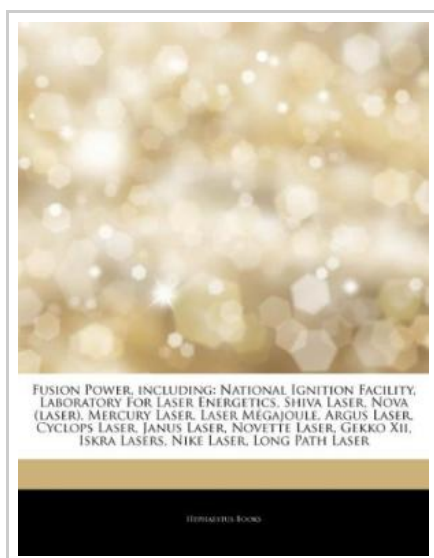 FUSION POWER, INCLUDING: NATIONAL IGNITION FACILITY,
LABORATORY FOR LASER ENERGETICS, SHIVA LASER, NOVA
(LASER), MERCURY LASER, LASER MÉGAJOULE, ARGUS LASER,
CYCLOPS LASER, JANUS LASER, NOVETTE LASER, GEKKO XII,
ISKRA LASERS, NIKE LASER, LONG PATH LASER
HEPHAESTUS BOOKS